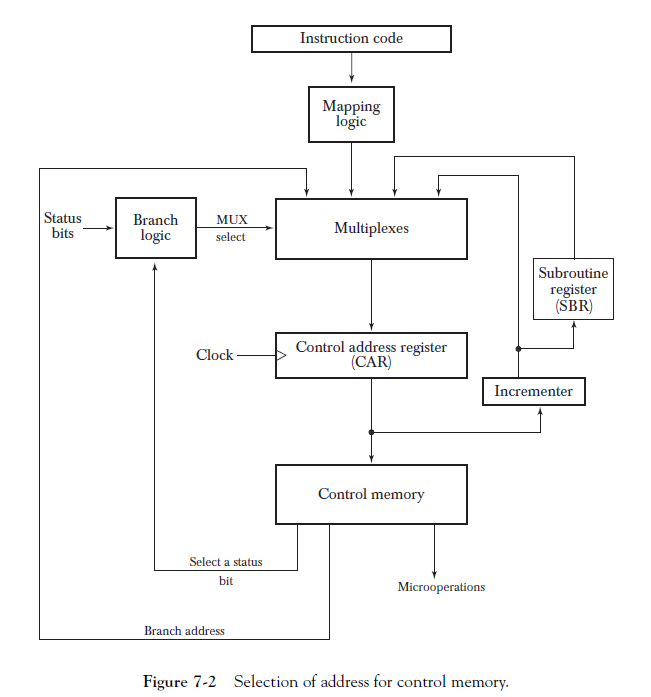 Instruction code
Mapping
logic
Status
bits
Branch
logic
MUX
select
Multiplexes
Subroutine
register
(SBR)
Clock
Control address register
(CAR)
Incrementer
Control memory
Select a status
bit
Microoperations
Branch address
Figure 7-2 Selection of address for control memory.